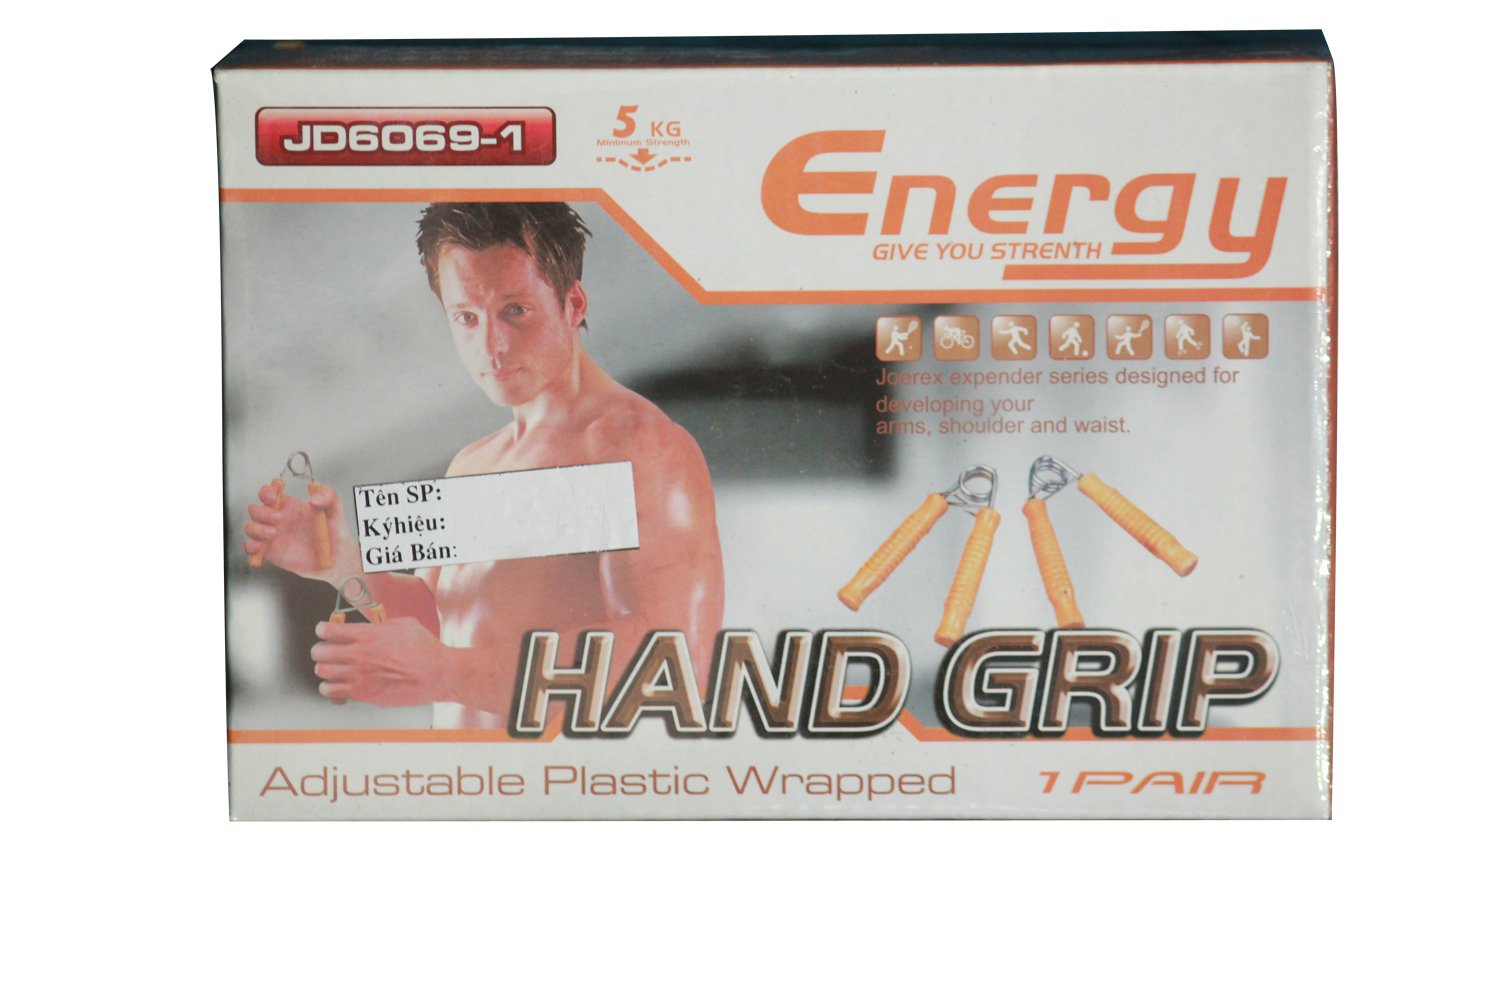 JD6069-1
5 KG
Minimum Strength
Energy
GIVE YOU STRENTH
Joerex expender series designed for
developing your
arms, shoulder and waist.
Tên SP:
Kýhiệu:
Giá Bán:
HAND GRIP
Adjustable Plastic Wrapped
1 PAIR